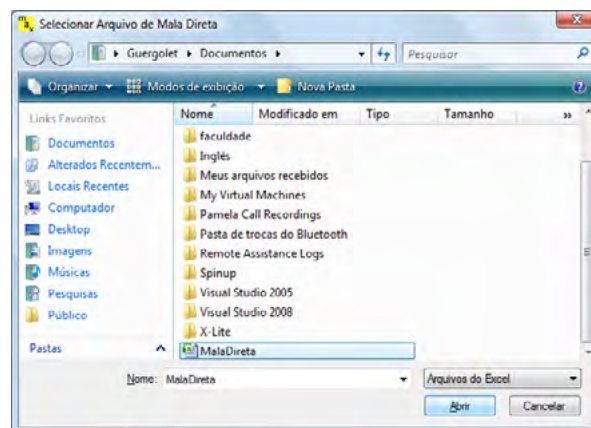 Selecionar Arquivo de Mala Direta
Guergolet Documentos
Pesquisar
Organizar Modos de exibição Nova Pasta
Links Favoritos
Documentos
Alterados Recentem...
Locais Recentes
Computador
Desktop
Imagens
Músicas
Pesquisas
Público
Pastas
Nome Modificado em Tipo Tamanho »
faculdade
Inglês
Meus arquivos recebidos
My Virtual Machines
Pamela Call Recordings
Pasta de trocas do Bluetooth
Remote Assistance Logs
Spinup
Visual Studio 2005
Visual Studio 2008
X-Lite
MalaDireta
Nome: MalaDireta
Arquivos do Excel
Abrir Cancelar